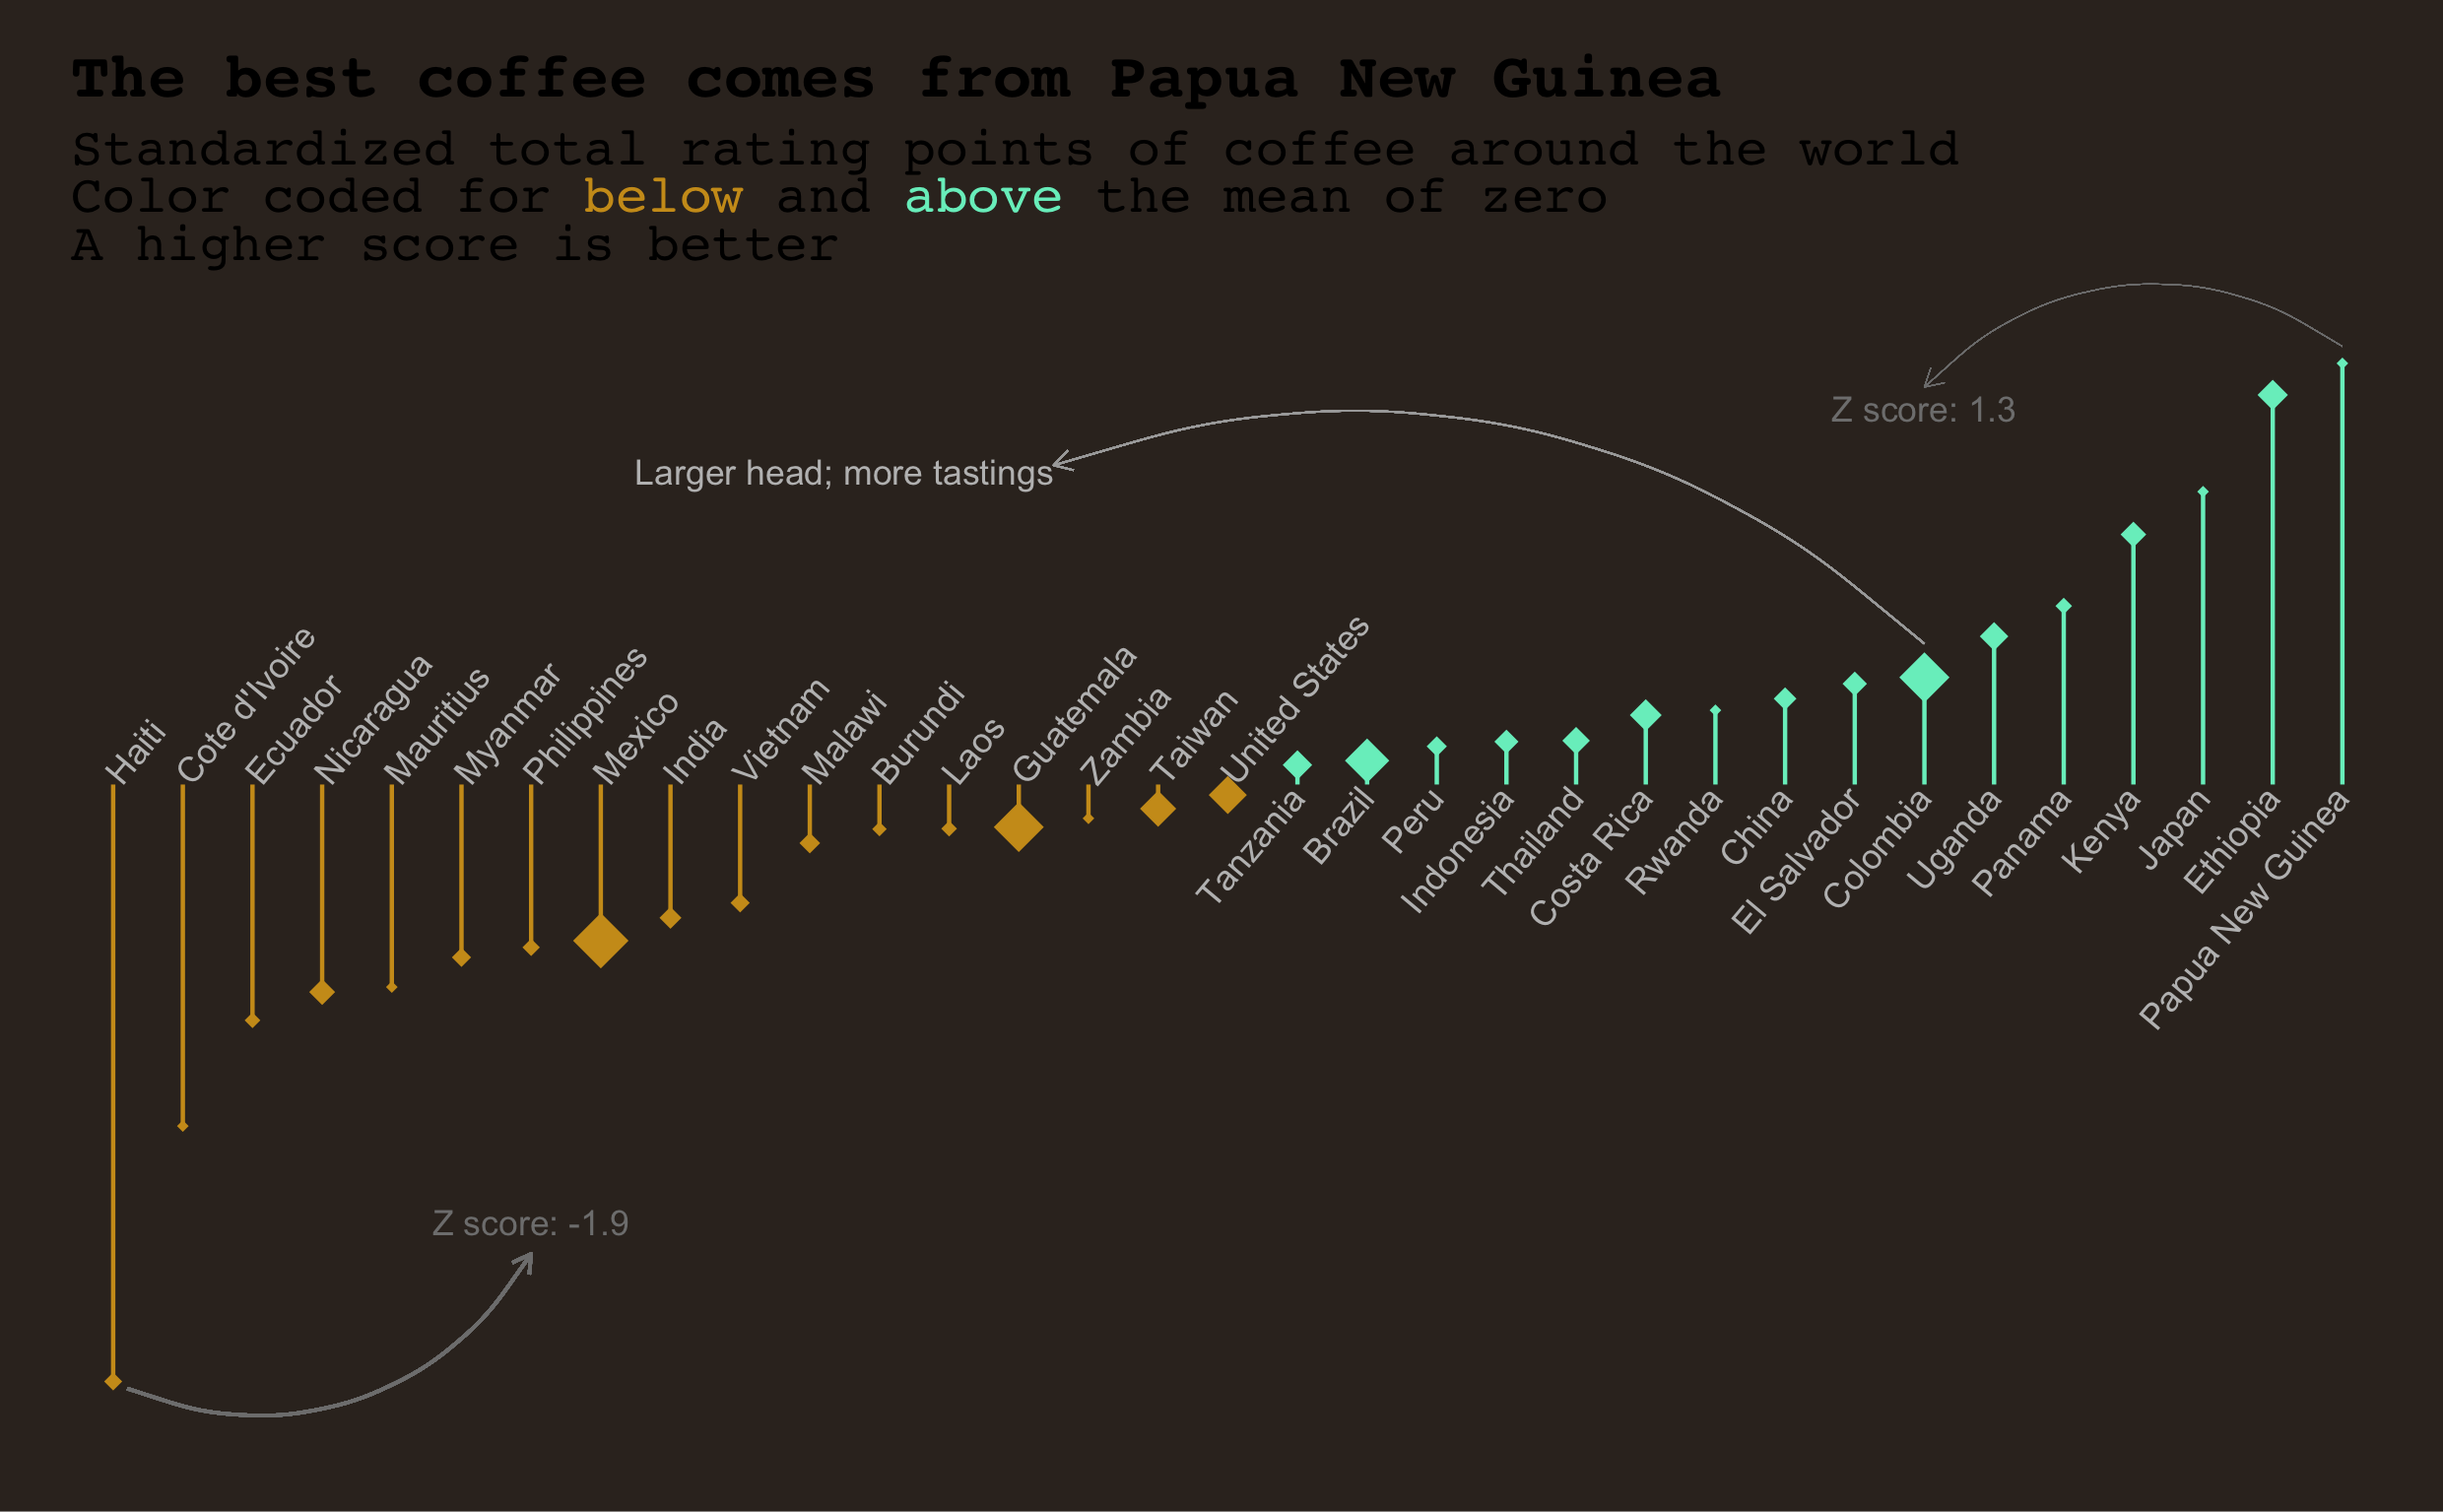 The best coffee comes from Papua New Guinea
Standardized total rating points of coffee around the world
Color coded for below and above the mean of zero
A higher score is better
Z score: 1.3
Larger head; more tastings
Haiti
Cote d'Ivoire
Ecuador
Nicaragua
Mauritius
Myanmar
Philippines
Mexico
India
Vietnam
Malawi
Burundi
Laos
Guatemala
Zambia
Taiwan
United States
Tanzania
Brazil
Peru
Indonesia
Thailand
Costa Rica
Rwanda
China
El Salvador
Colombia
Uganda
Panama
Kenya
Japan
Ethiopia
Papua New Guinea
Z score: -1.9